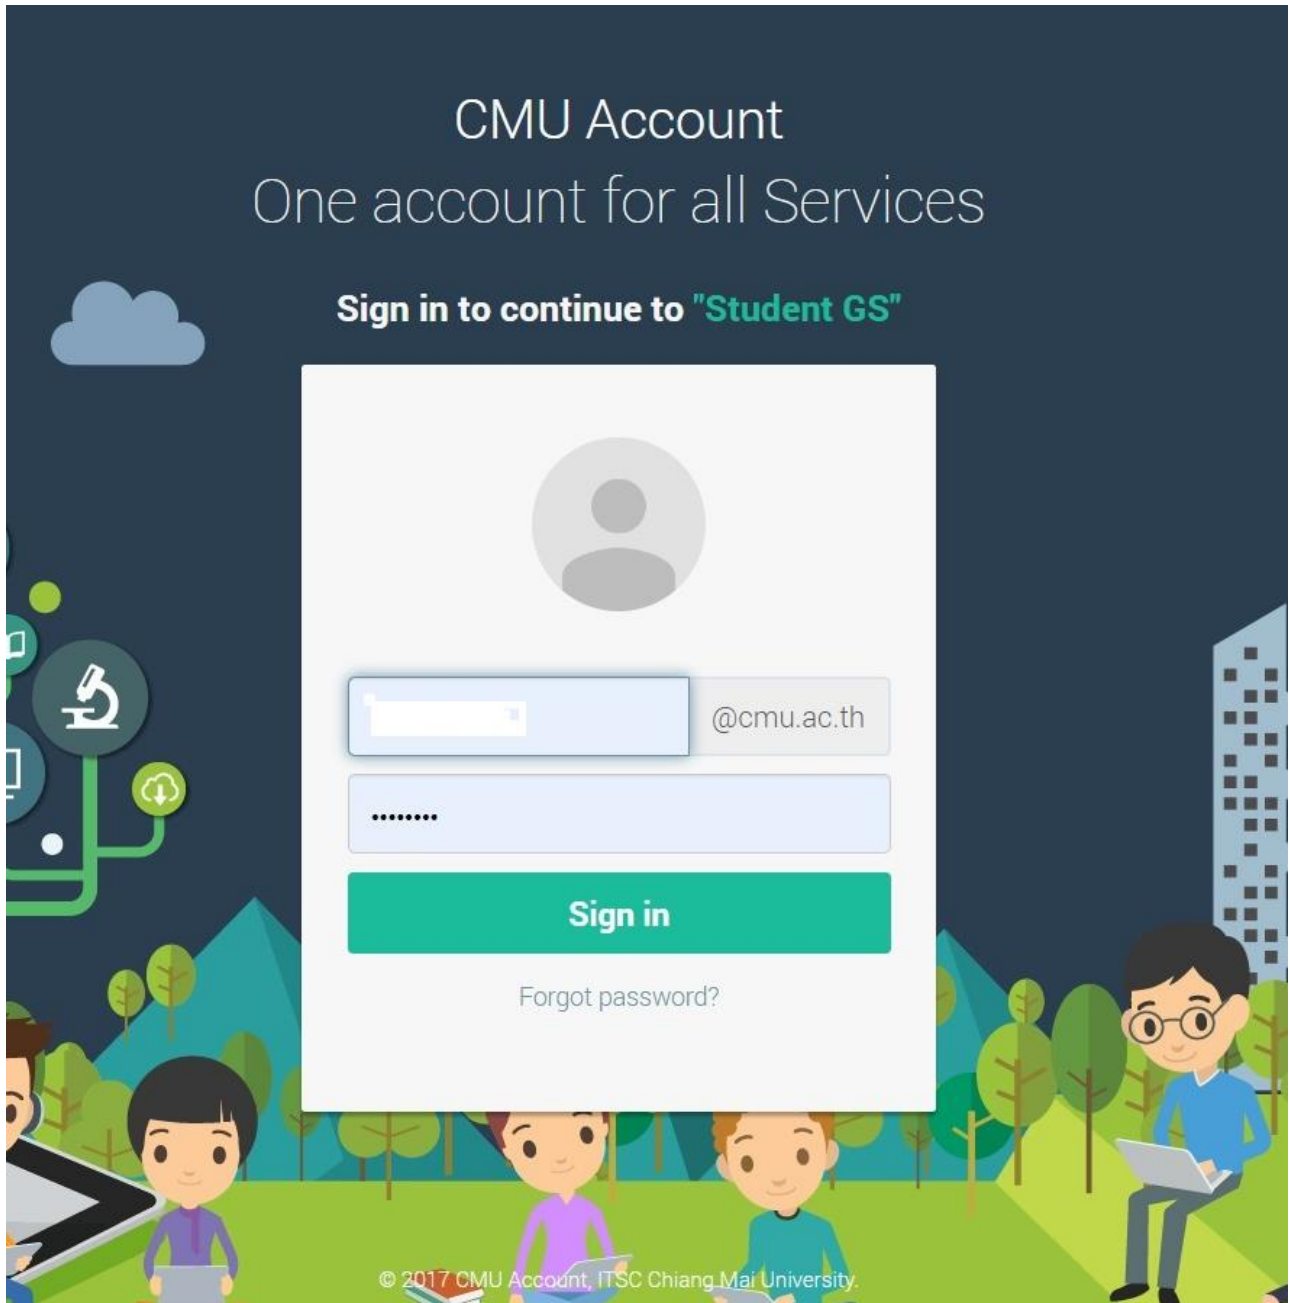 CMU Account
One account for all Services
Sign in to continue to "Student GS"
@cmu.ac.th
••••••••
Sign in
Forgot password?
© 2017 CMU Account, ITSC Chiang Mai University.